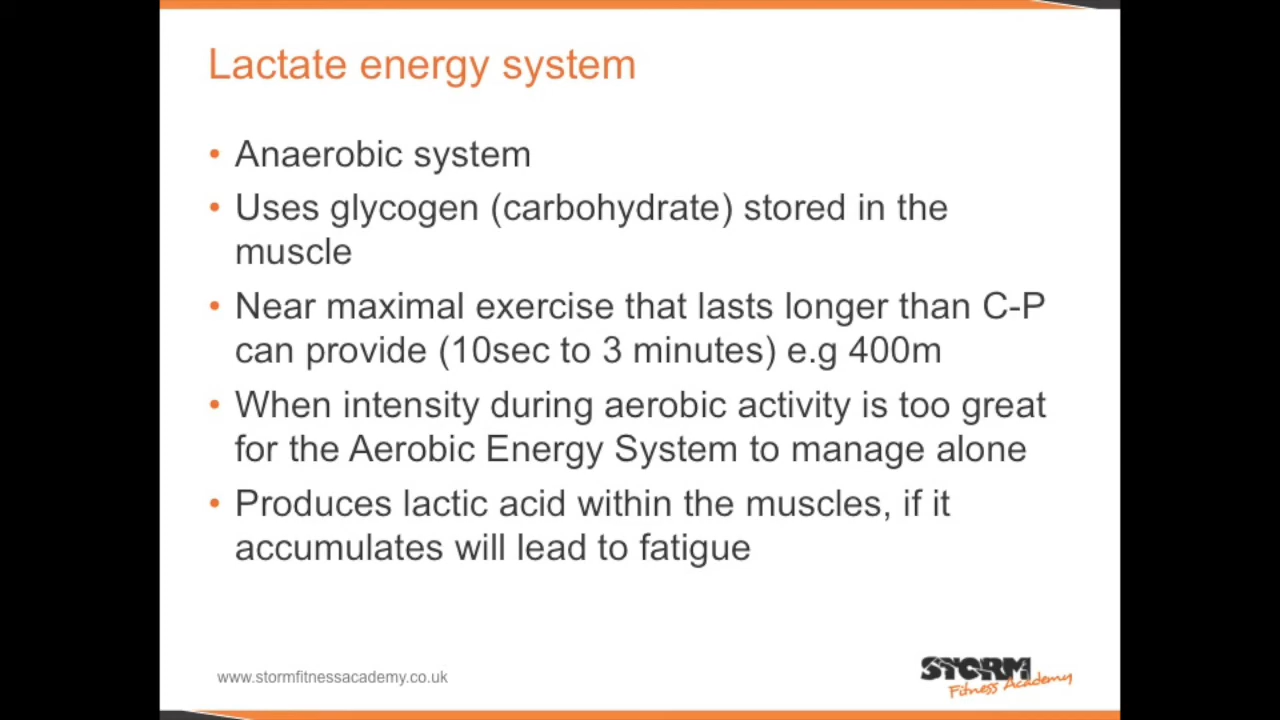 Lactate energy system
• Anaerobic system
• Uses glycogen (carbohydrate) stored in the
muscle
• Near maximal exercise that lasts longer than C-P
can provide (10sec to 3 minutes) e.g 400m
• When intensity during aerobic activity is too great
for the Aerobic Energy System to manage alone
• Produces lactic acid within the muscles, if it
accumulates will lead to fatigue
www.stormfitnessacademy.co.uk
STORM
Fitness Academy